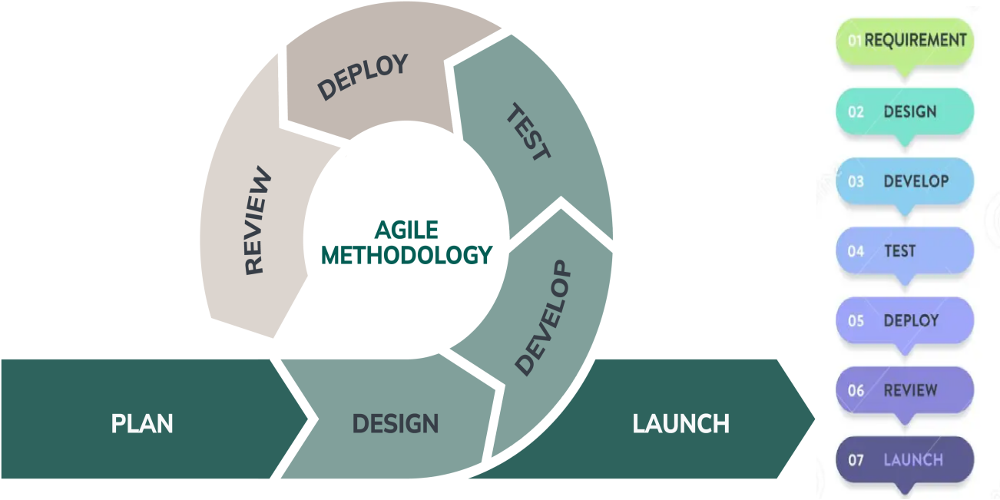 DEPLOY
TEST
REVIEW
AGILE
METHODOLOGY
DEVELOP
PLAN
DESIGN
LAUNCH
01 REQUIREMENT
02 DESIGN
03 DEVELOP
04 TEST
05 DEPLOY
06 REVIEW
07 LAUNCH